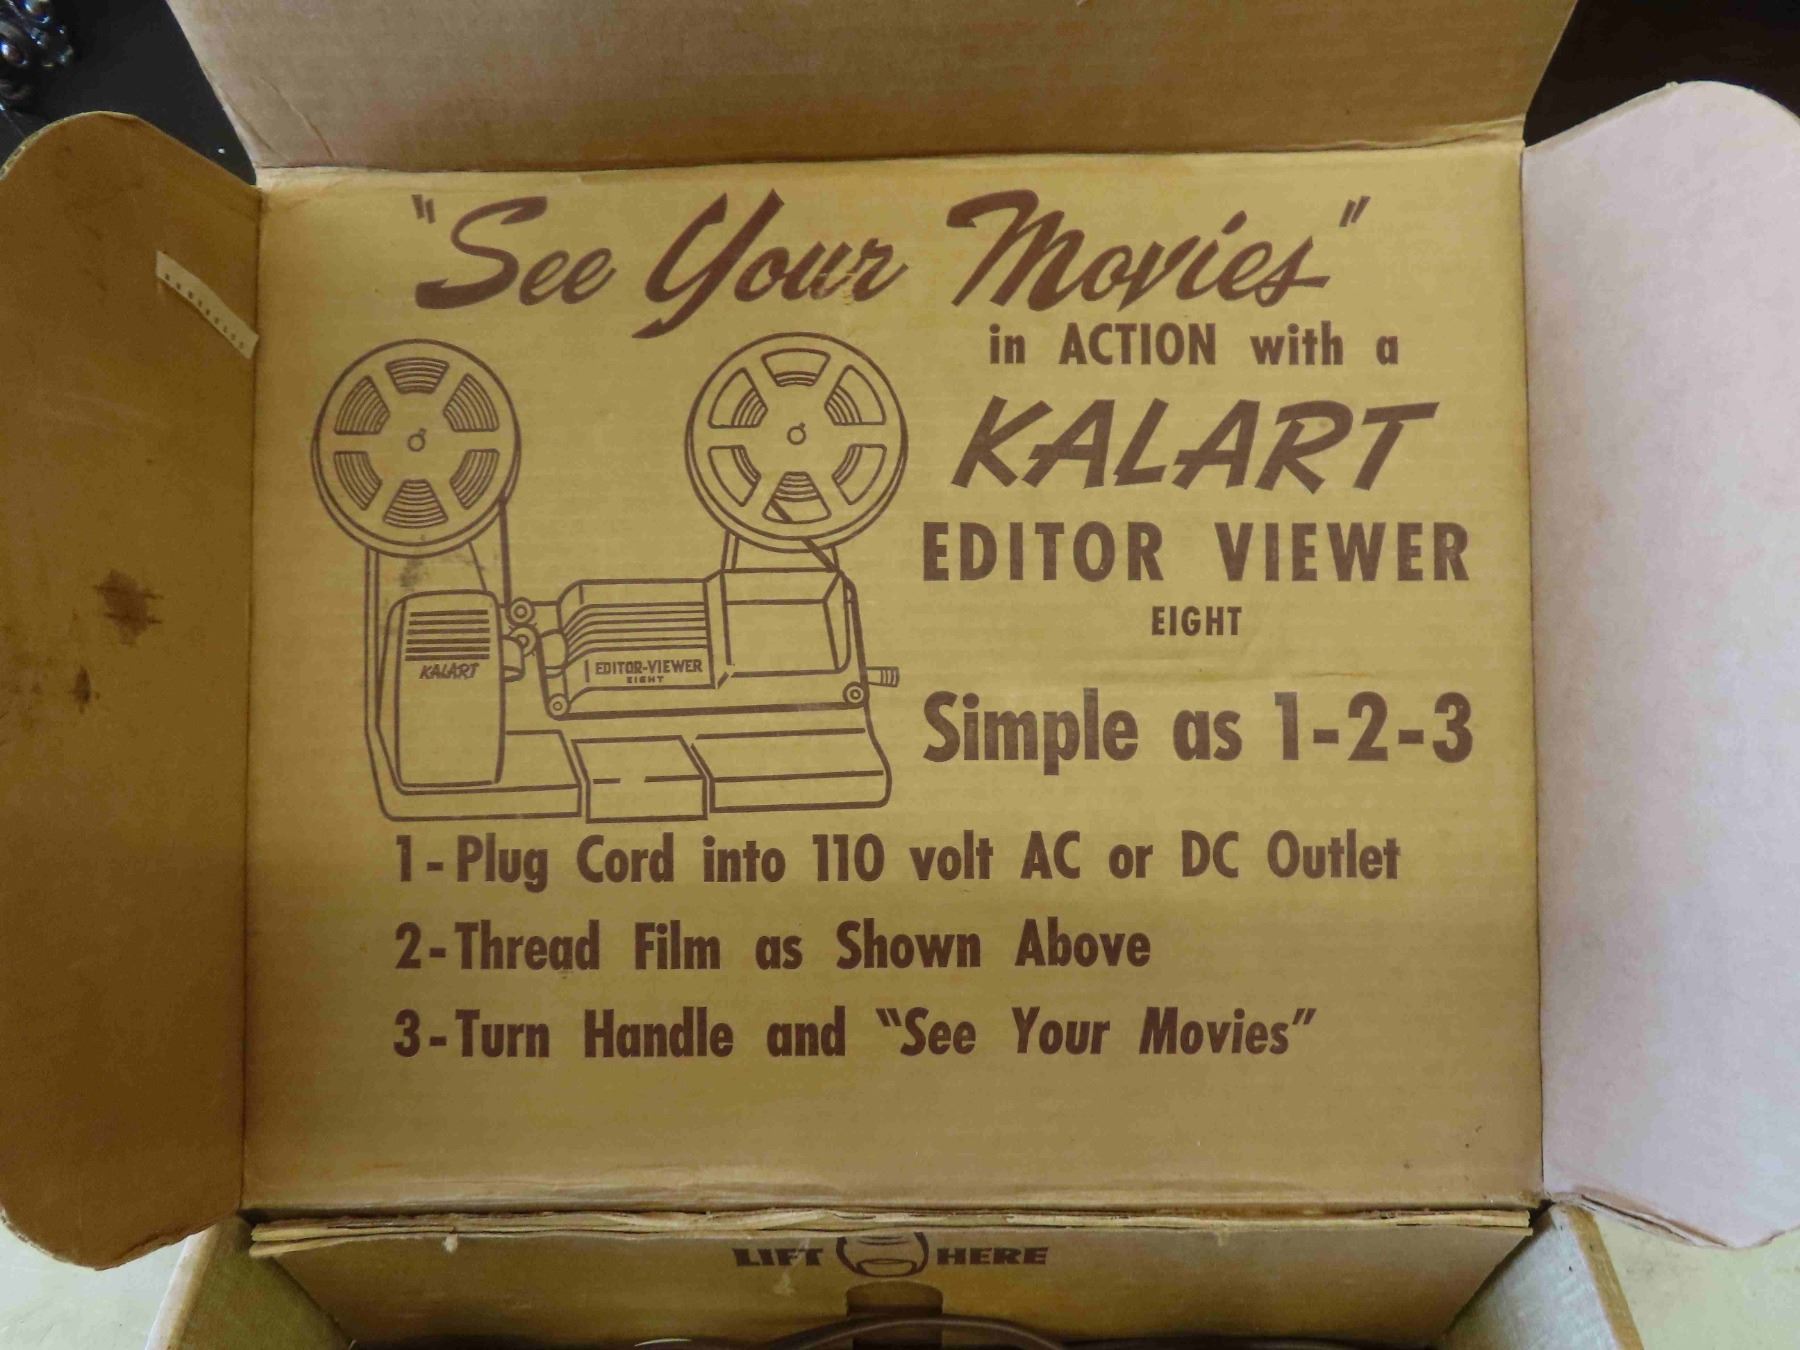 "See Your Movies"
in ACTION with a
KALART
EDITOR VIEWER
EIGHT
KALART
EDITOR-VIEWER
EIGHT
Simple as 1-2-3
1-Plug Cord into 110 volt AC or DC Outlet
2-Thread Film as Shown Above
3-Turn Handle and "See Your Movies"
LIFT HERE